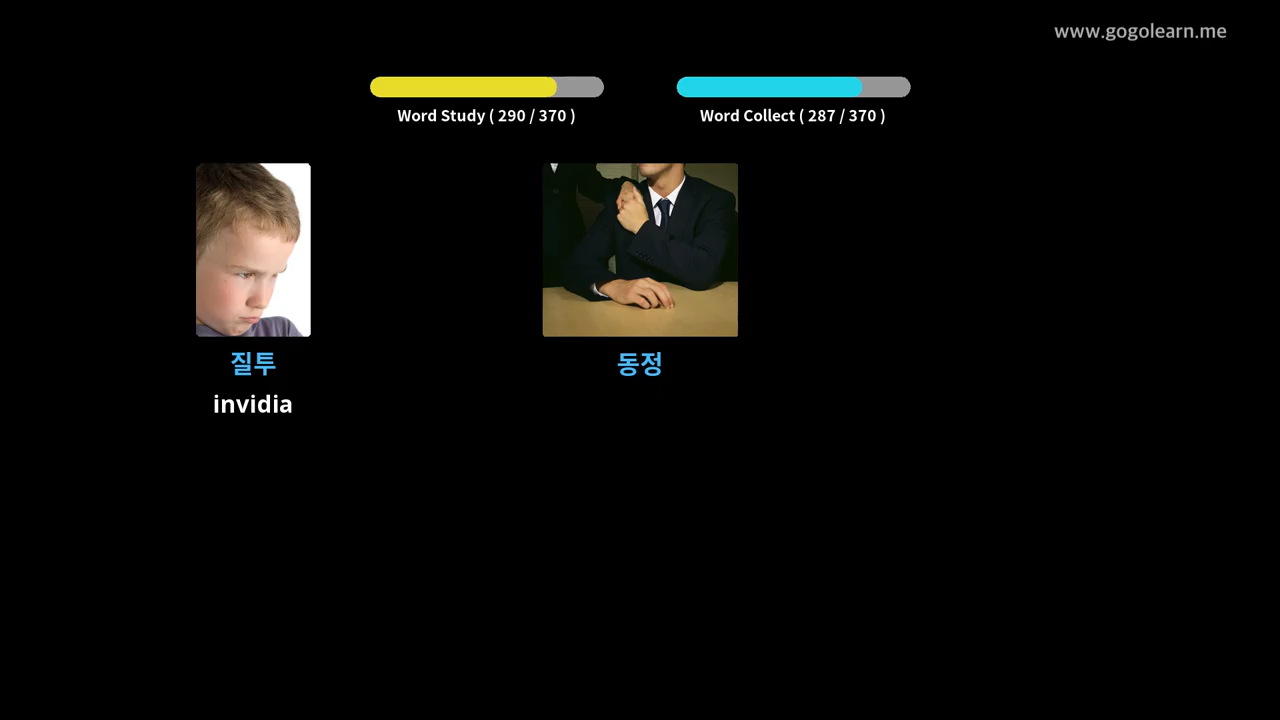 www.gogolearn.me
Word Study ( 290 / 370 )
Word Collect ( 287 / 370 )
질투
동정
invidia